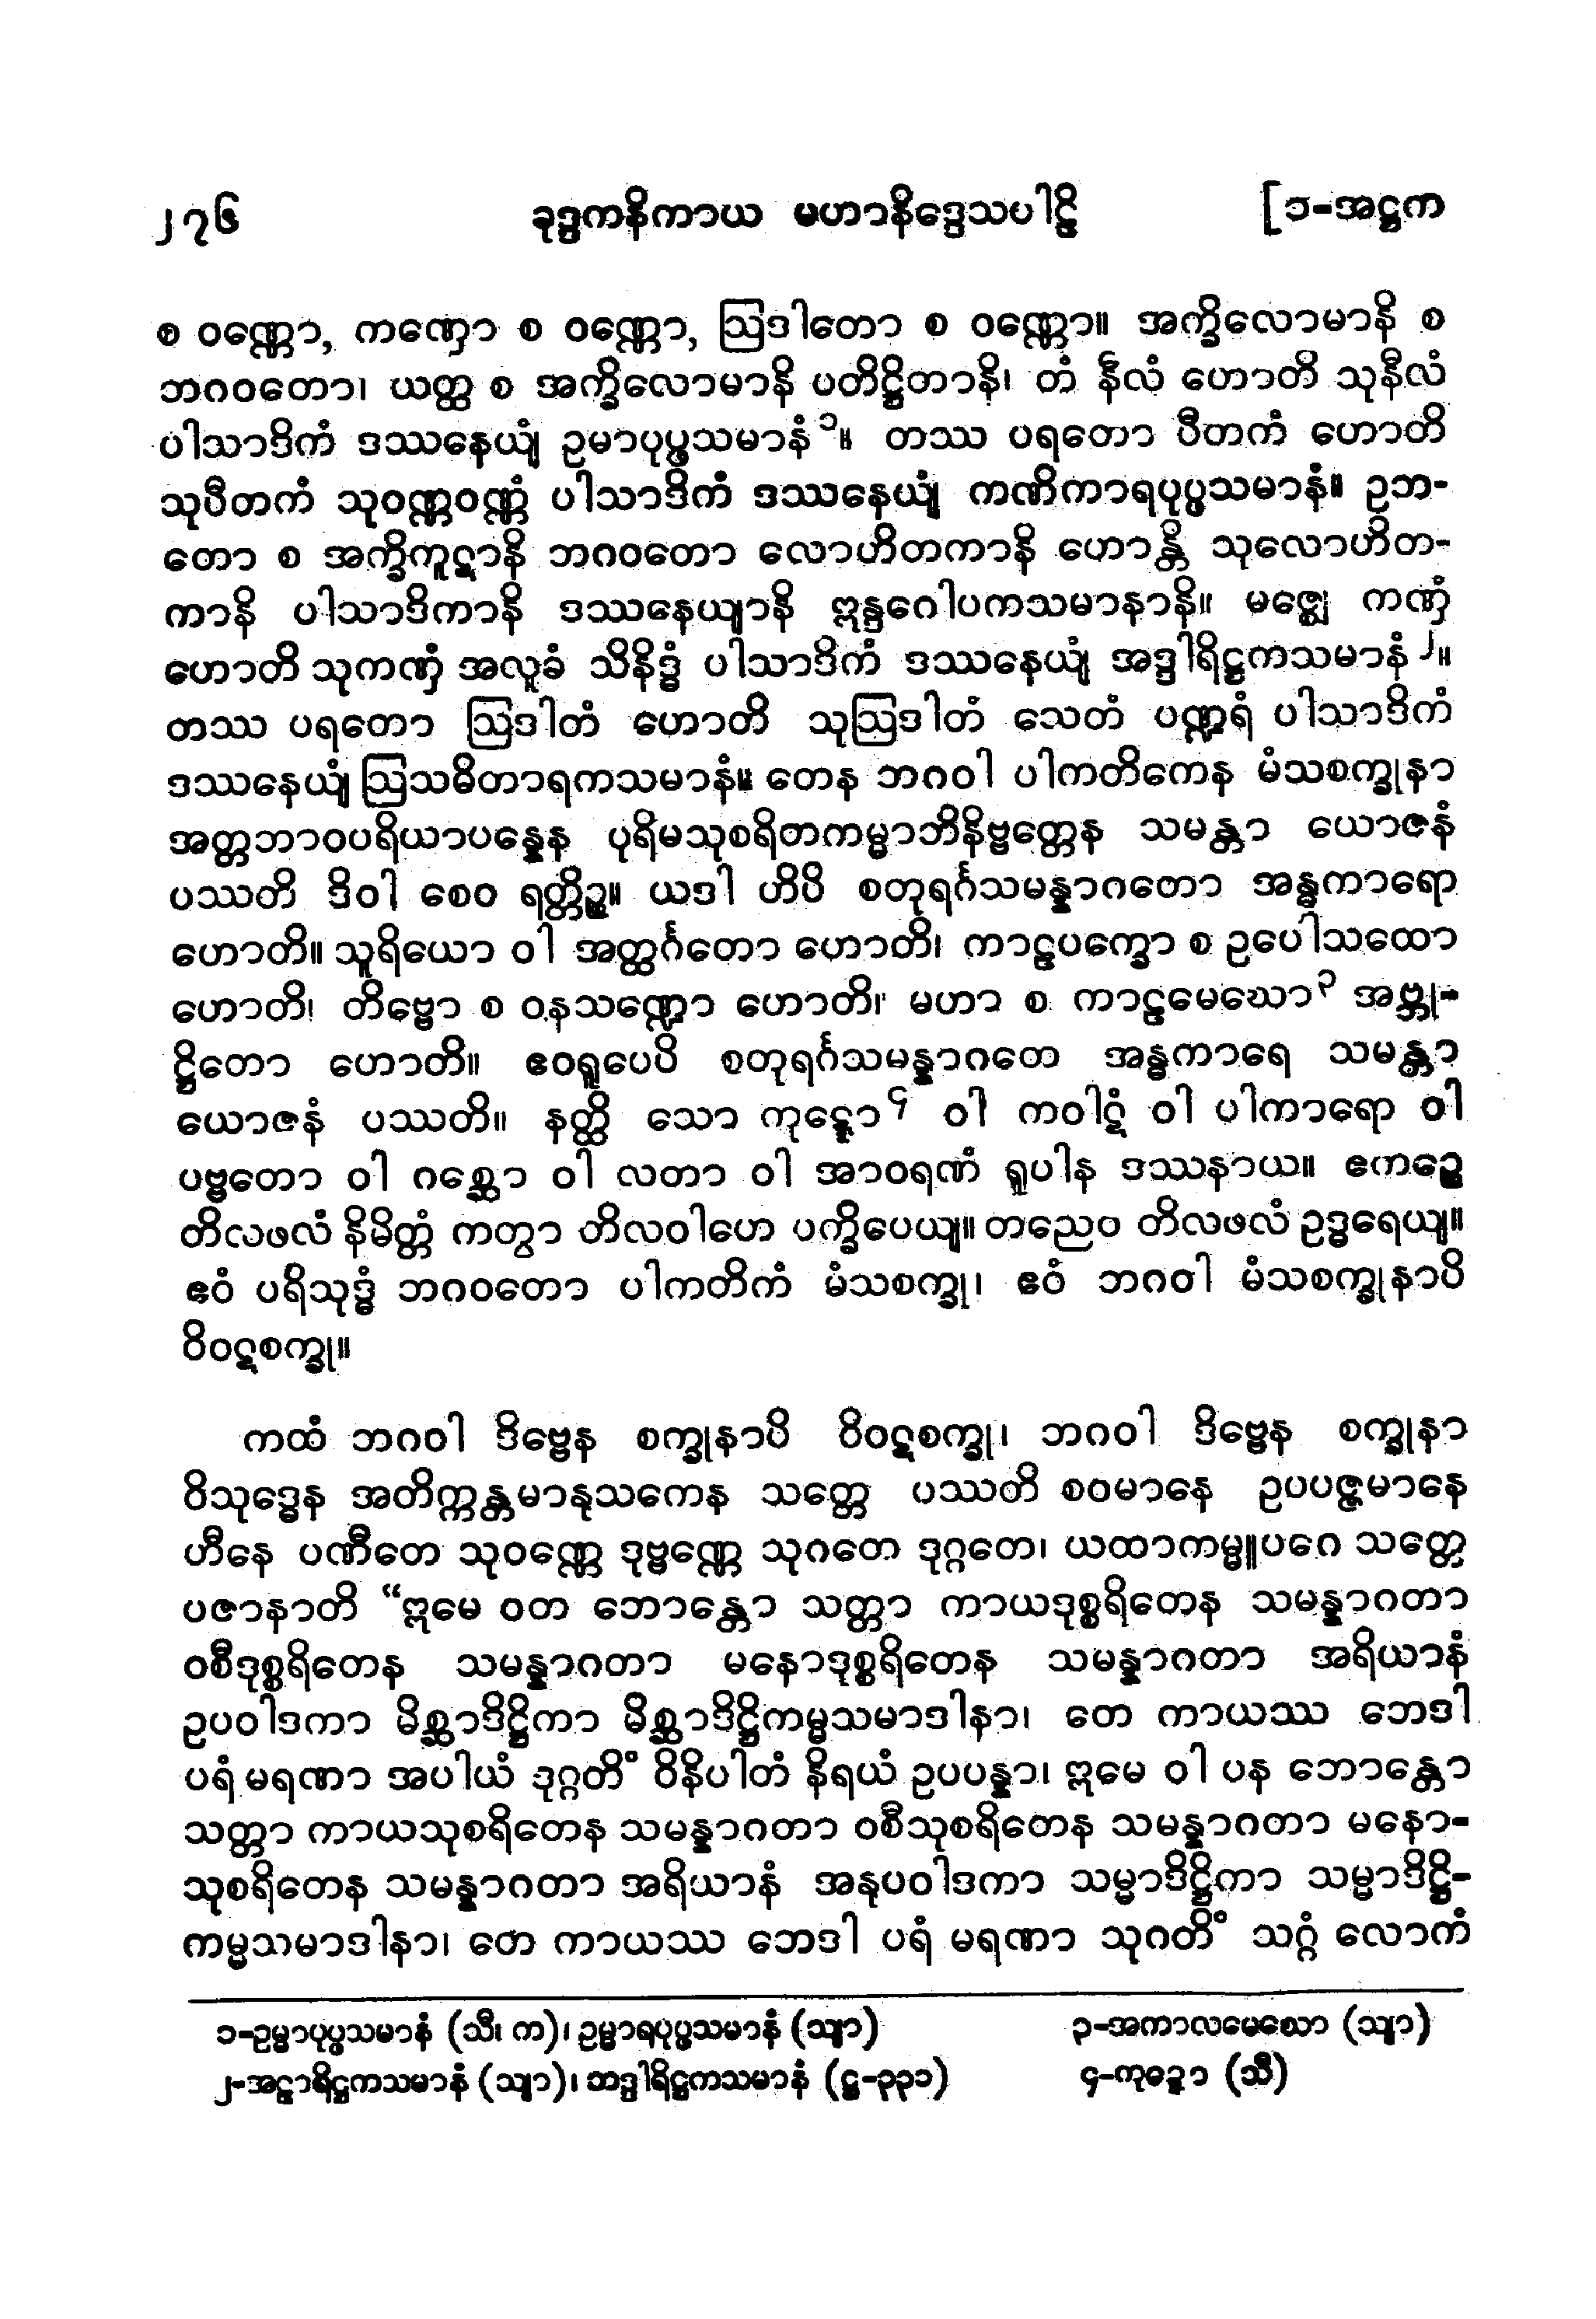 ၂၇၆ ခုဒ္ဒကနိကာယ မဟာနိဒ္ဒေသပါဠိ [၁-အဋ္ဌက
စ ဝဏ္ဏော, ကဏှော စ ဝဏ္ဏော, ဩဒါတော စ ဝဏ္ဏော။ အက္ခိလောမာနိ စ
ဘဂဝတော၊ ယတ္ထ စ အက္ခိလောမာနိ ပတိဋ္ဌိတာနိ၊ တံ နီလံ ဟောတိ သုနီလံ
ပါသာဒိကံ ဒဿနေယျံ ဥမာပုပ္ဖသမာနံ၁။ တဿ ပရတော ပီတကံ ဟောတိ
သုပီတကံ သုဝဏ္ဏဝဏ္ဏံ ပါသာဒိကံ ဒဿနေယျံ ကဏိကာရပုပ္ဖသမာနံ။ ဥဘ-
တော စ အက္ခိကူဋာနိ ဘဂဝတော လောဟိတကာနိ ဟောန္တိ သုလောဟိတ-
ကာနိ ပါသာဒိကာနိ ဒဿနေယျာနိ ဣန္ဒဂေါပကသမာနာနိ။ မဇ္ဈေ ကဏှံ
ဟောတိ သုကဏှံ အလူခံ သိနိဒ္ဓံ ပါသာဒိကံ ဒဿနေယျံ အဒ္ဒါရိဋ္ဌကသမာနံ၂။
တဿ ပရတော ဩဒါတံ ဟောတိ သုဩဒါတံ သေတံ ပဏ္ဍရံ ပါသာဒိကံ
ဒဿနေယျံ ဩသဓိတာရကသမာနံ။ တေန ဘဂဝါ ပါကတိကေန မံသစက္ခုနာ
အတ္တဘာဝပရိယာပန္နေန ပုရိမသုစရိတကမ္မာဘိနိဗ္ဗတ္တေန သမန္တာ ယောဇနံ
ပဿတိ ဒိဝါ စေဝ ရတ္တိဉ္စ။ ယဒါ ဟိပိ စတုရင်္ဂသမန္နာဂတော အန္ဓကာရော
ဟောတိ။ သူရိယော ဝါ အတ္ထင်္ဂတော ဟောတိ၊ ကာဠပက္ခော စ ဥပေါသထော
ဟောတိ၊ တိဗ္ဗော စ ဝနသဏ္ဍော ဟောတိ၊ မဟာ စ ကာဠမေဃော၃ အဗ္ဘု-
ဋ္ဌိတော ဟောတိ။ ဧဝရူပေပိ စတုရင်္ဂသမန္နာဂတေ အန္ဓကာရေ သမန္တာ
ယောဇနံ ပဿတိ။ နတ္ထိ သော ကုဋ္ဋော၄ ဝါ ကဝါဋံ ဝါ ပါကာရော ဝါ
ပဗ္ဗတော ဝါ ဂစ္ဆော ဝါ လတာ ဝါ အာဝရဏံ ရူပါန ဒဿနာယ။ ဧကဉ္စေ
တိလဖလံ နိမိတ္တံ ကတွာ တိလဝါဟေ ပက္ခိပေယျ။ တညေဝ တိလဖလံ ဥဒ္ဓရေယျ။
ဧဝံ ပရိသုဒ္ဓံ ဘဂဝတော ပါကတိကံ မံသစက္ခု၊ ဧဝံ ဘဂဝါ မံသစက္ခုနာပိ
ဝိဝဋစက္ခု။
ကထံ ဘဂဝါ ဒိဗ္ဗေန စက္ခုနာပိ ဝိဝဋစက္ခု၊ ဘဂဝါ ဒိဗ္ဗေန စက္ခုနာ
ဝိသုဒ္ဓေန အတိက္ကန္တမာနုသကေန သတ္တေ ပဿတိ စဝမာနေ ဥပပဇ္ဇမာနေ
ဟီနေ ပဏီတေ သုဝဏ္ဏေ ဒုဗ္ဗဏ္ဏေ သုဂတေ ဒုဂ္ဂတေ၊ ယထာကမ္မူပဂေ သတ္တေ
ပဇာနာတိ “ဣမေ ဝတ ဘောန္တော သတ္တာ ကာယဒုစ္စရိတေန သမန္နာဂတာ
ဝစီဒုစ္စရိတေန သမန္နာဂတာ မနောဒုစ္စရိတေန သမန္နာဂတာ အရိယာနံ
ဥပဝါဒကာ မိစ္ဆာဒိဋ္ဌိကာ မိစ္ဆာဒိဋ္ဌိကမ္မသမာဒါနာ၊ တေ ကာယဿ ဘေဒါ
ပရံ မရဏာ အပါယံ ဒုဂ္ဂတိံ ဝိနိပါတံ နိရယံ ဥပပန္နာ၊ ဣမေ ဝါ ပန ဘောန္တော
သတ္တာ ကာယသုစရိတေန သမန္နာဂတာ ဝစီသုစရိတေန သမန္နာဂတာ မနော-
သုစရိတေန သမန္နာဂတာ အရိယာနံ အနုပဝါဒကာ သမ္မာဒိဋ္ဌိကာ သမ္မာဒိဋ္ဌိ-
ကမ္မသမာဒါနာ၊ တေ ကာယဿ ဘေဒါ ပရံ မရဏာ သုဂတိံ သဂ္ဂံ လောကံ
၁-ဥမ္မာပုပ္ဖသမာနံ (သီ၊ က)၊ ဥမ္မာရပုပ္ဖသမာနံ (သျာ) ၃-အကာလမေဃော (သျာ)
၂-အဠာရိဋ္ဌကသမာနံ (သျာ)၊ ဘဒ္ဒါရိဋ္ဌကသမာနံ (ဋ္ဌ-၃၃၁) ၄-ကုဍ္ဍော (သီ)